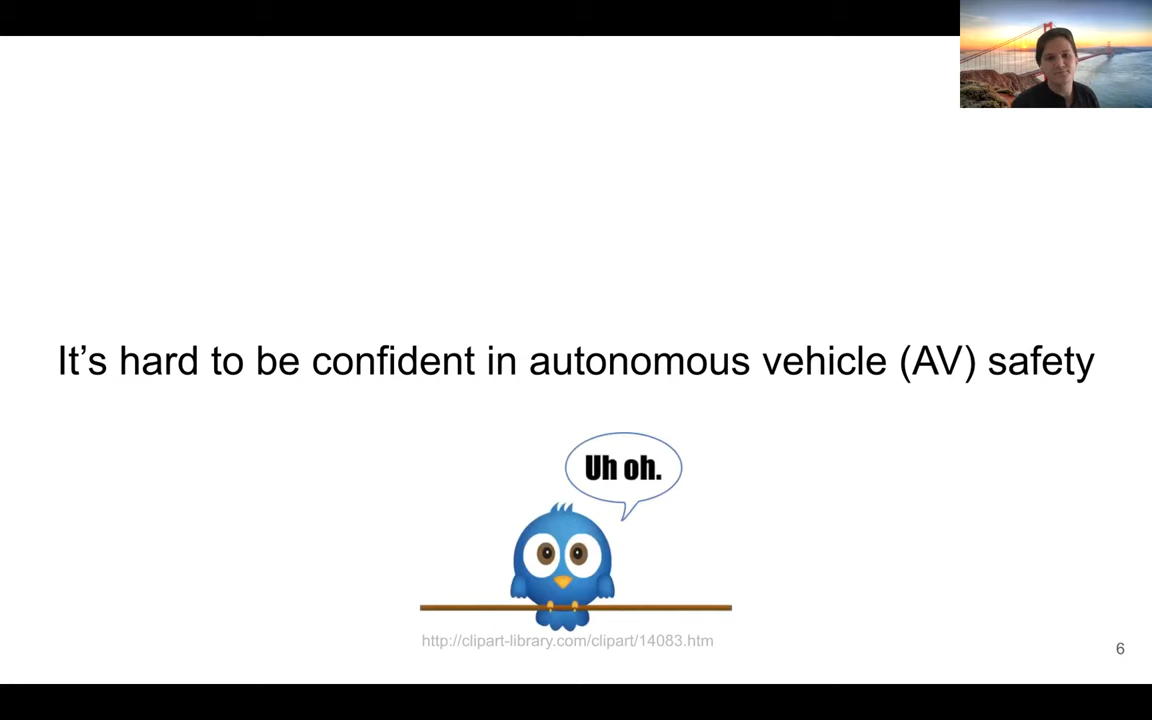 It’s hard to be confident in autonomous vehicle (AV) safety
Uh oh.
http://clipart-library.com/clipart/14083.htm
6